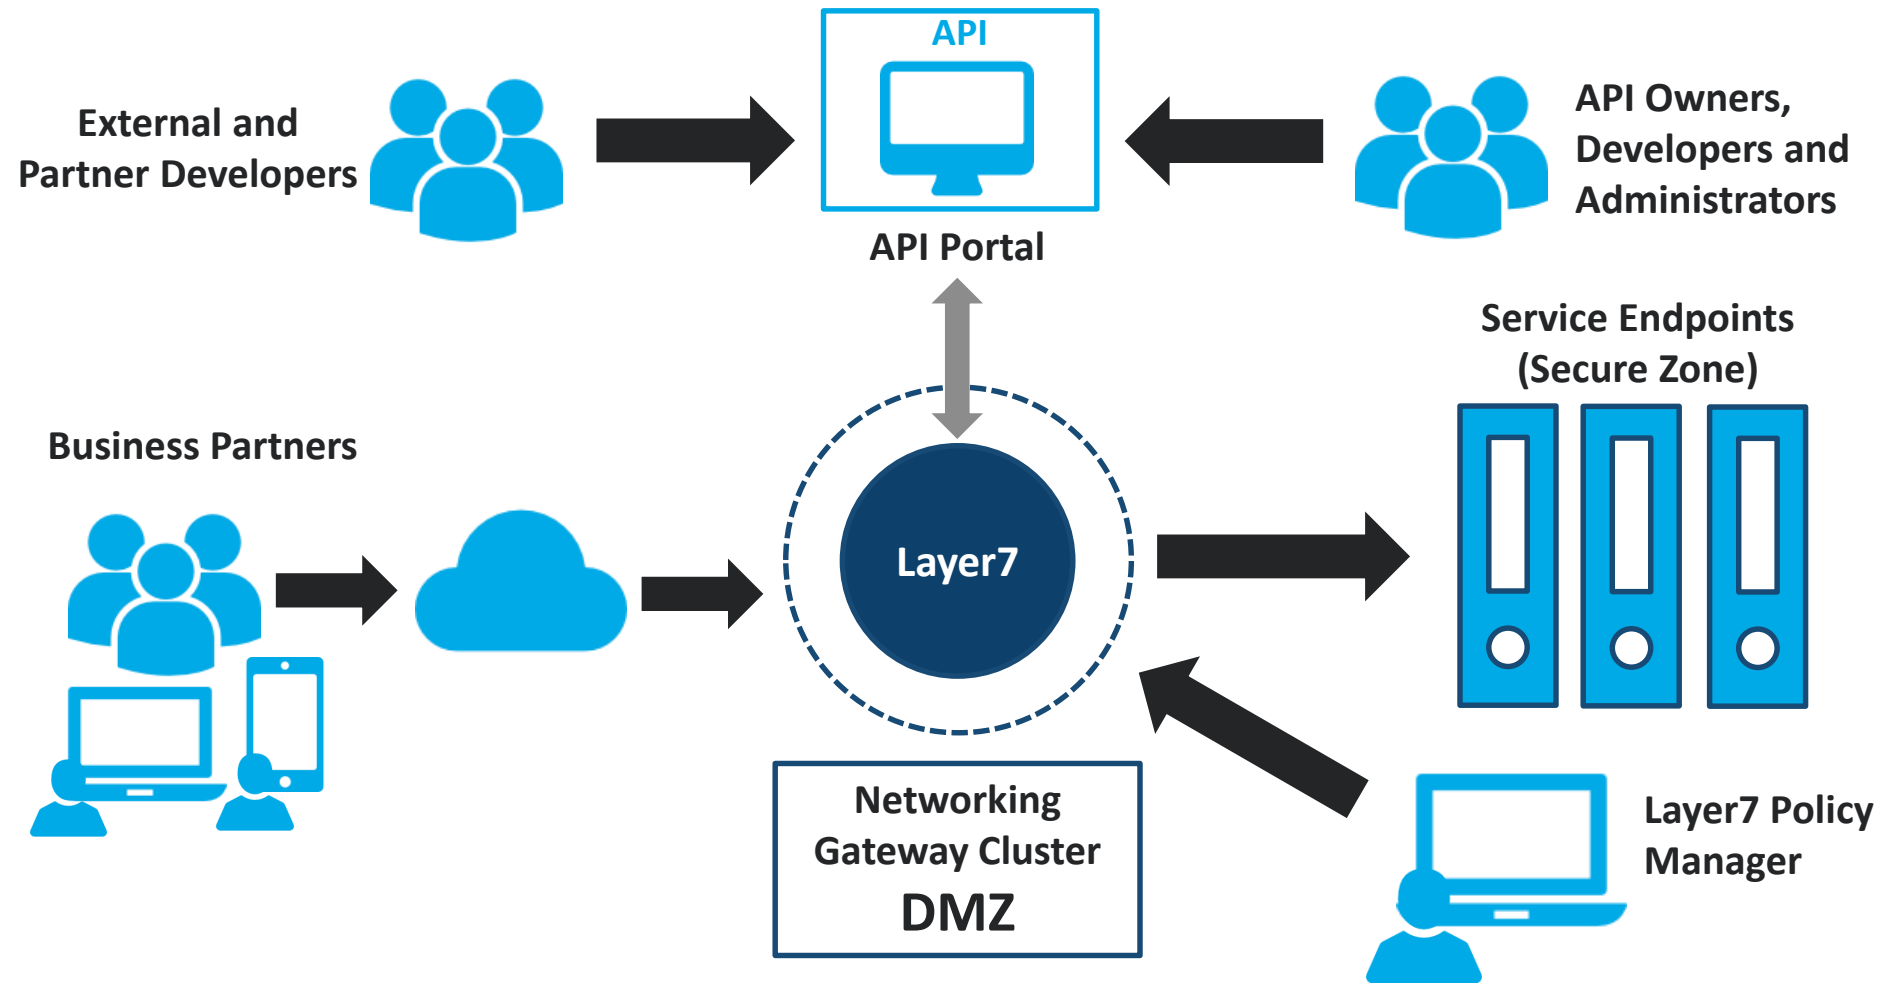 API
External and
Partner Developers
API Owners,
Developers and
Administrators
API Portal
Service Endpoints
(Secure Zone)
Business Partners
Layer7
Networking
Gateway Cluster
DMZ
Layer7 Policy
Manager